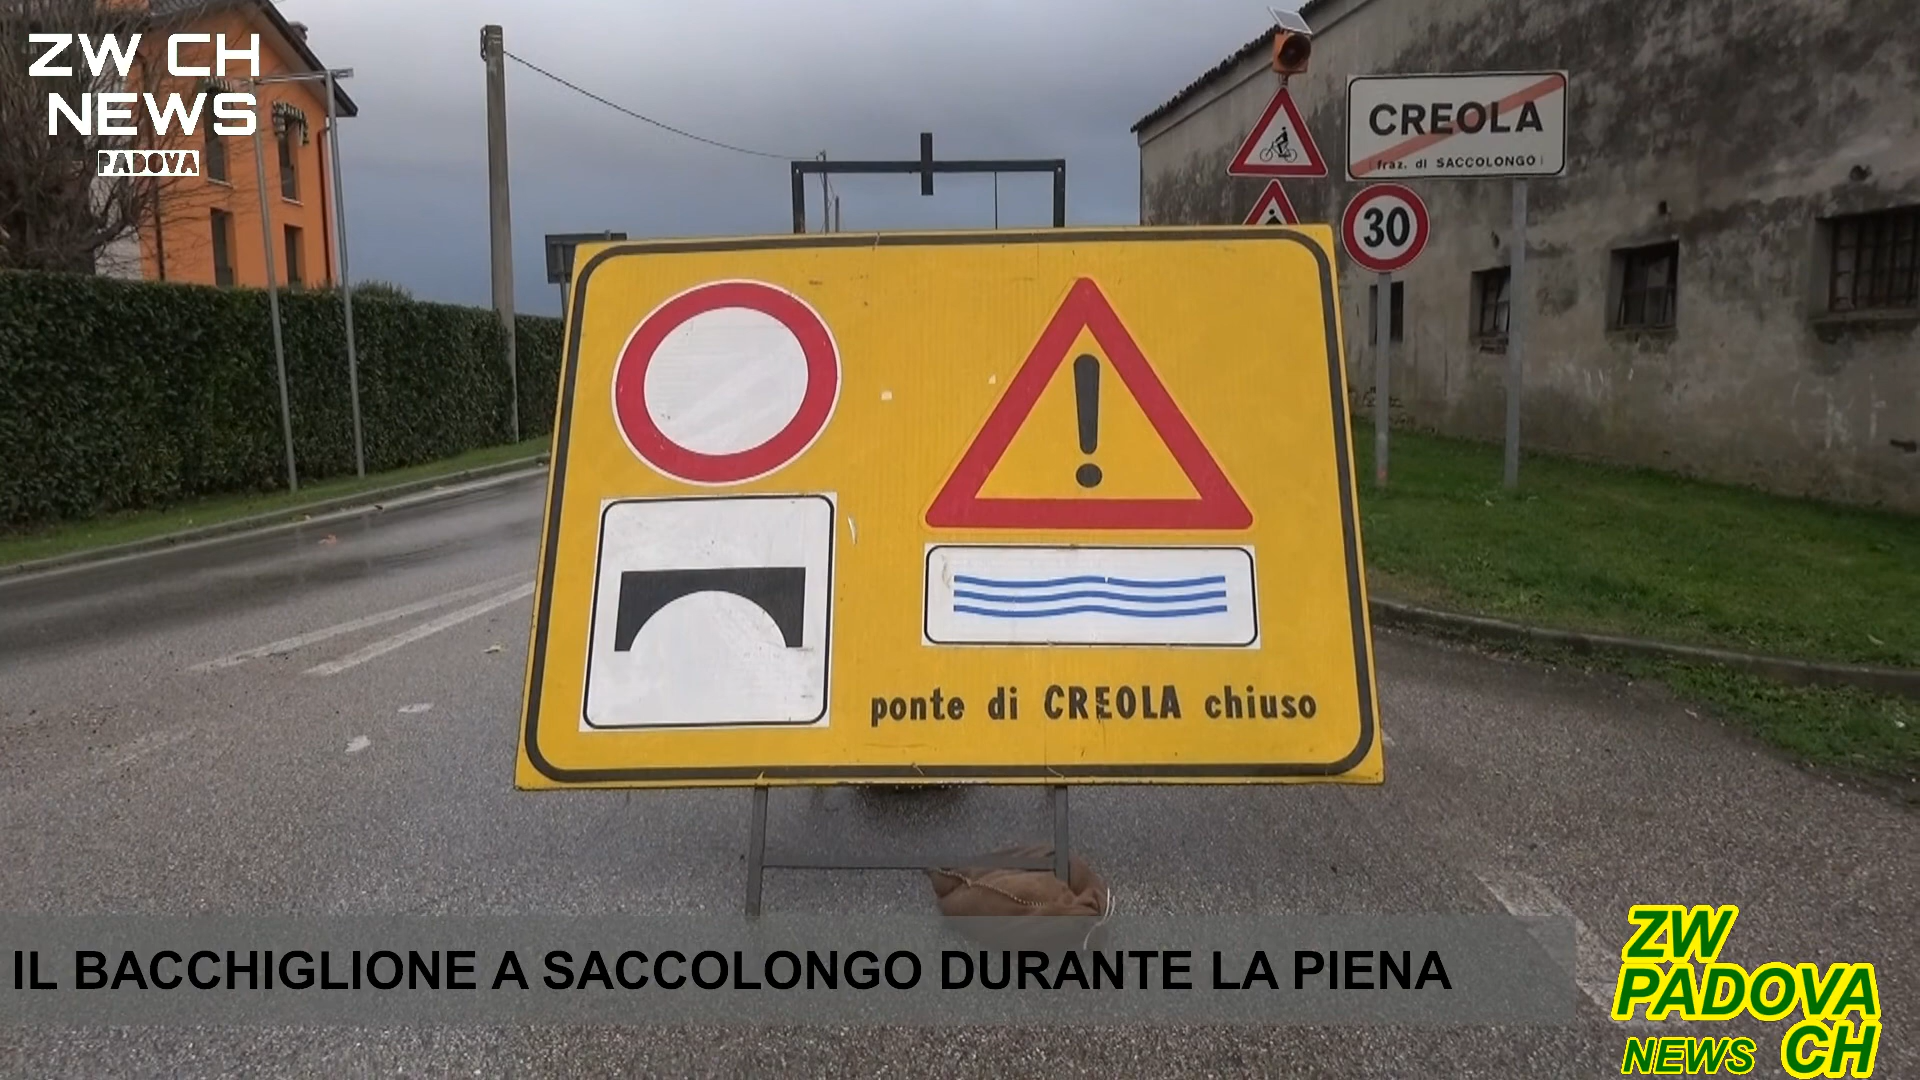 ZW CH
NEWS
PADOVA
CREOLA
fraz. di SACCOLONGO
30
ponte di CREOLA chiuso
IL BACCHIGLIONE A SACCOLONGO DURANTE LA PIENA
ZW
PADOVA
NEWS CH